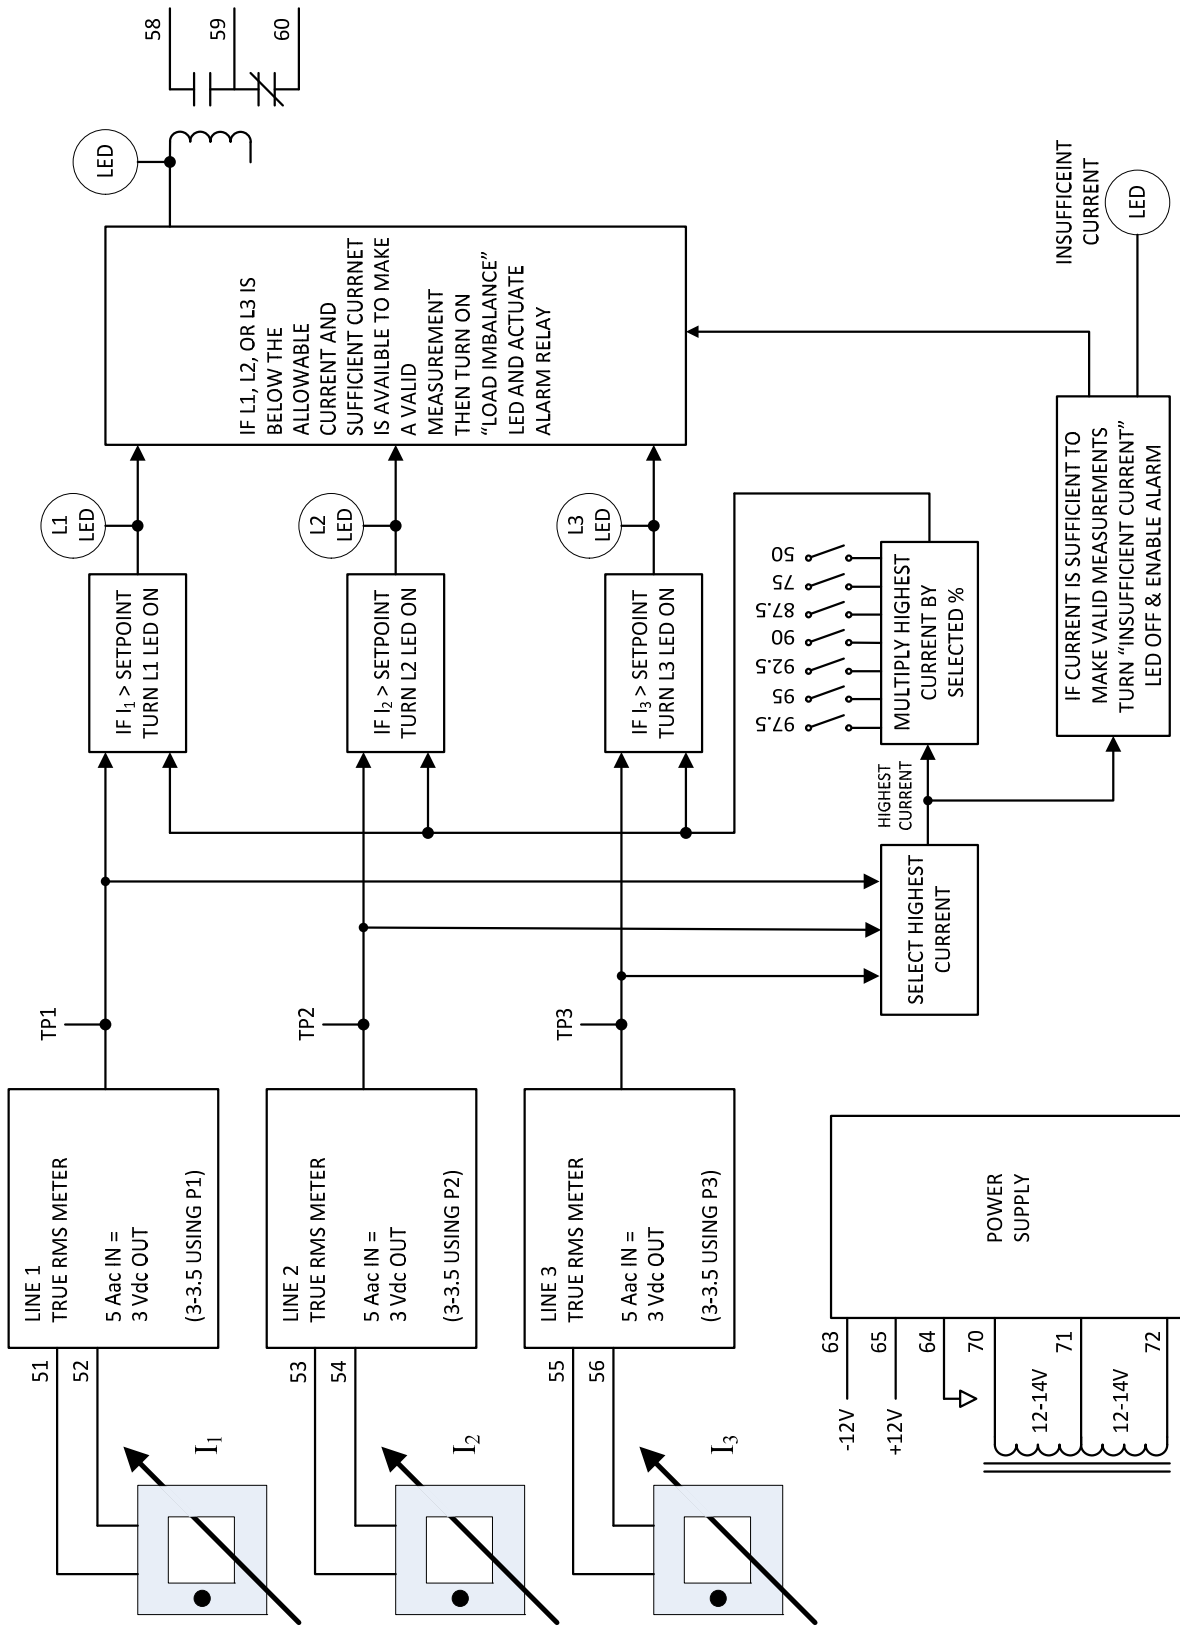 LINE 1
TRUE RMS METER
5 Aac IN =
3 Vdc OUT
(3-3.5 USING P1)
51
52
I1
TP1
IF I1 > SETPOINT
TURN L1 LED ON
L1
LED
LINE 2
TRUE RMS METER
5 Aac IN =
3 Vdc OUT
(3-3.5 USING P2)
53
54
I2
TP2
IF I2 > SETPOINT
TURN L2 LED ON
L2
LED
LINE 3
TRUE RMS METER
5 Aac IN =
3 Vdc OUT
(3-3.5 USING P3)
55
56
I3
TP3
IF I3 > SETPOINT
TURN L3 LED ON
L3
LED
IF L1, L2, OR L3 IS
BELOW THE
ALLOWABLE
CURRENT AND
SUFFICIENT CURRNET
IS AVAILBLE TO MAKE
A VALID
MEASUREMENT
THEN TURN ON
“LOAD IMBALANCE”
LED AND ACTUATE
ALARM RELAY
LED
58
59
60
SELECT HIGHEST
CURRENT
HIGHEST
CURRENT
97.5
95
92.5
90
87.5
75
50
MULTIPLY HIGHEST
CURRENT BY
SELECTED %
IF CURRENT IS SUFFICIENT TO
MAKE VALID MEASUREMENTS
TURN “INSUFFICIENT CURRENT”
LED OFF & ENABLE ALARM
INSUFFICEINT
CURRENT
LED
-12V
63
+12V
65
64
70
12-14V
71
12-14V
72
POWER
SUPPLY